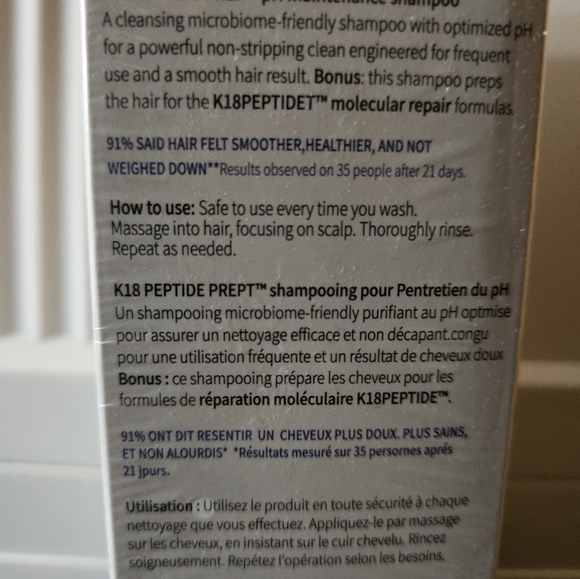 pH maintenance shampoo
A cleansing microbiome-friendly shampoo with optimized pH
for a powerful non-stripping clean engineered for frequent
use and a smooth hair result. Bonus: this shampoo preps
the hair for the K18PEPTIDET™ molecular repair formulas.
91% SAID HAIR FELT SMOOTHER,HEALTHIER, AND NOT
WEIGHED DOWN**Results observed on 35 people after 21 days.
How to use: Safe to use every time you wash.
Massage into hair, focusing on scalp. Thoroughly rinse.
Repeat as needed.
K18 PEPTIDE PREPT™ shampooing pour Pentretien du pH
Un shampooing microbiome-friendly purifiant au pH optmise
pour assurer un nettoyage efficace et non décapant.congu
pour une utilisation fréquente et un résultat de cheveux doux
Bonus : ce shampooing prépare les cheveux pour les
formules de réparation moléculaire K18PEPTIDE™.
91% ONT DIT RESENTIR UN CHEVEUX PLUS DOUX. PLUS SAINS,
ET NON ALOURDIS* *Résultats mesuré sur 35 persornes aprés
21 jpurs.
Utilisation : Utilisez le produit en toute sécurité à chaque
nettoyage que vous effectuez. Appliquez-le par massage
sur les cheveux, en insistant sur le cuir chevelu. Rincez
soigneusement. Repétez l'opération selon les besoins.